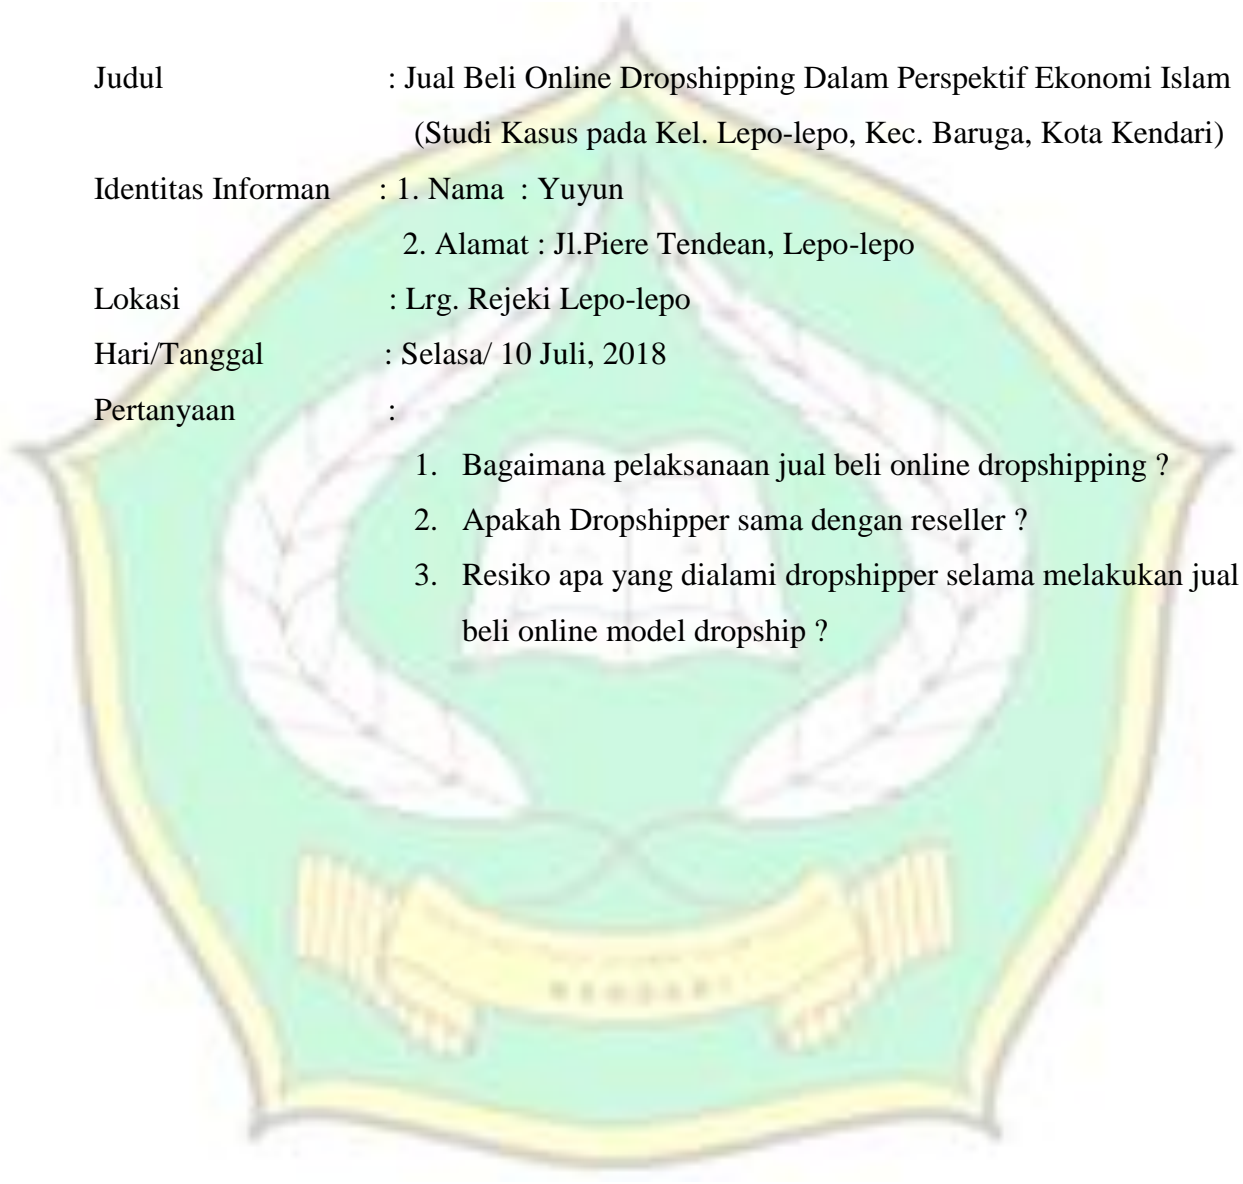 Judul : Jual Beli Online Dropshipping Dalam Perspektif Ekonomi Islam
(Studi Kasus pada Kel. Lepo-lepo, Kec. Baruga, Kota Kendari)
Identitas Informan : 1. Nama : Yuyun
2. Alamat : Jl.Piere Tendean, Lepo-lepo
Lokasi : Lrg. Rejeki Lepo-lepo
Hari/Tanggal : Selasa/ 10 Juli, 2018
Pertanyaan :
1. Bagaimana pelaksanaan jual beli online dropshipping ?
2. Apakah Dropshipper sama dengan reseller ?
3. Resiko apa yang dialami dropshipper selama melakukan jual
beli online model dropship ?